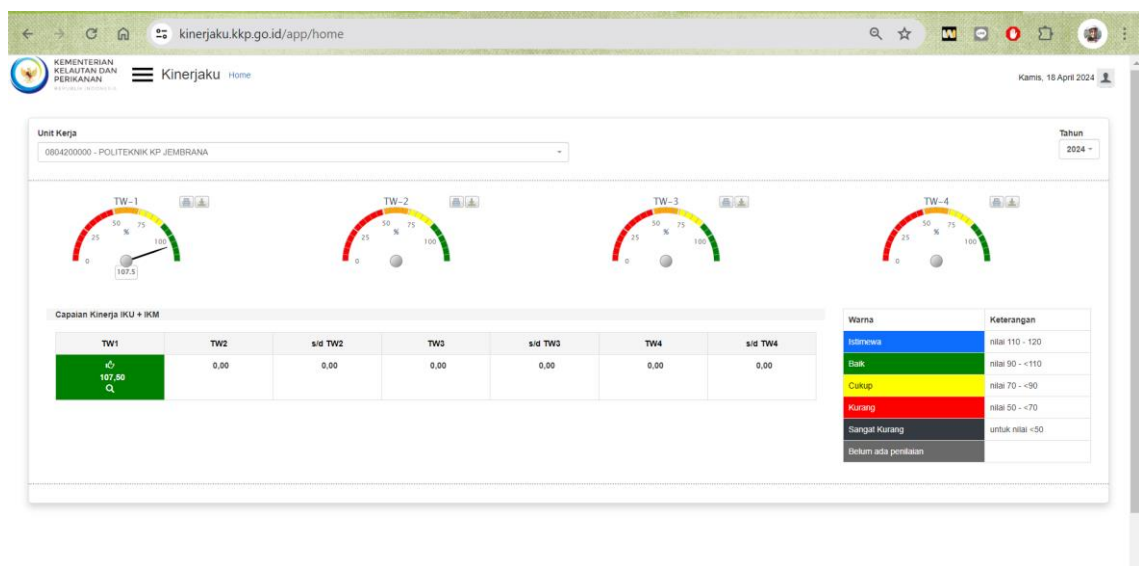 kinerjaku.kkp.go.id/app/home
KEMENTERIAN
KELAUTAN DAN
PERIKANAN
REPUBLIK INDONESIA
Kinerjaku Home
Kamis, 18 April 2024
Unit Kerja
Tahun
0804200000 - POLITEKNIK KP JEMBRANA
2024
TW-1
0 25 50 75 100
%
107.5
TW-2
0 25 50 75 100
%
TW-3
0 25 50 75 100
%
TW-4
0 25 50 75 100
%
Capaian Kinerja IKU + IKM
TW1 TW2 s/d TW2 TW3 s/d TW3 TW4 s/d TW4
107,50 0,00 0,00 0,00 0,00 0,00 0,00
Warna Keterangan
Istimewa nilai 110 - 120
Baik nilai 90 - <110
Cukup nilai 70 - <90
Kurang nilai 50 - <70
Sangat Kurang untuk nilai <50
Belum ada penilaian